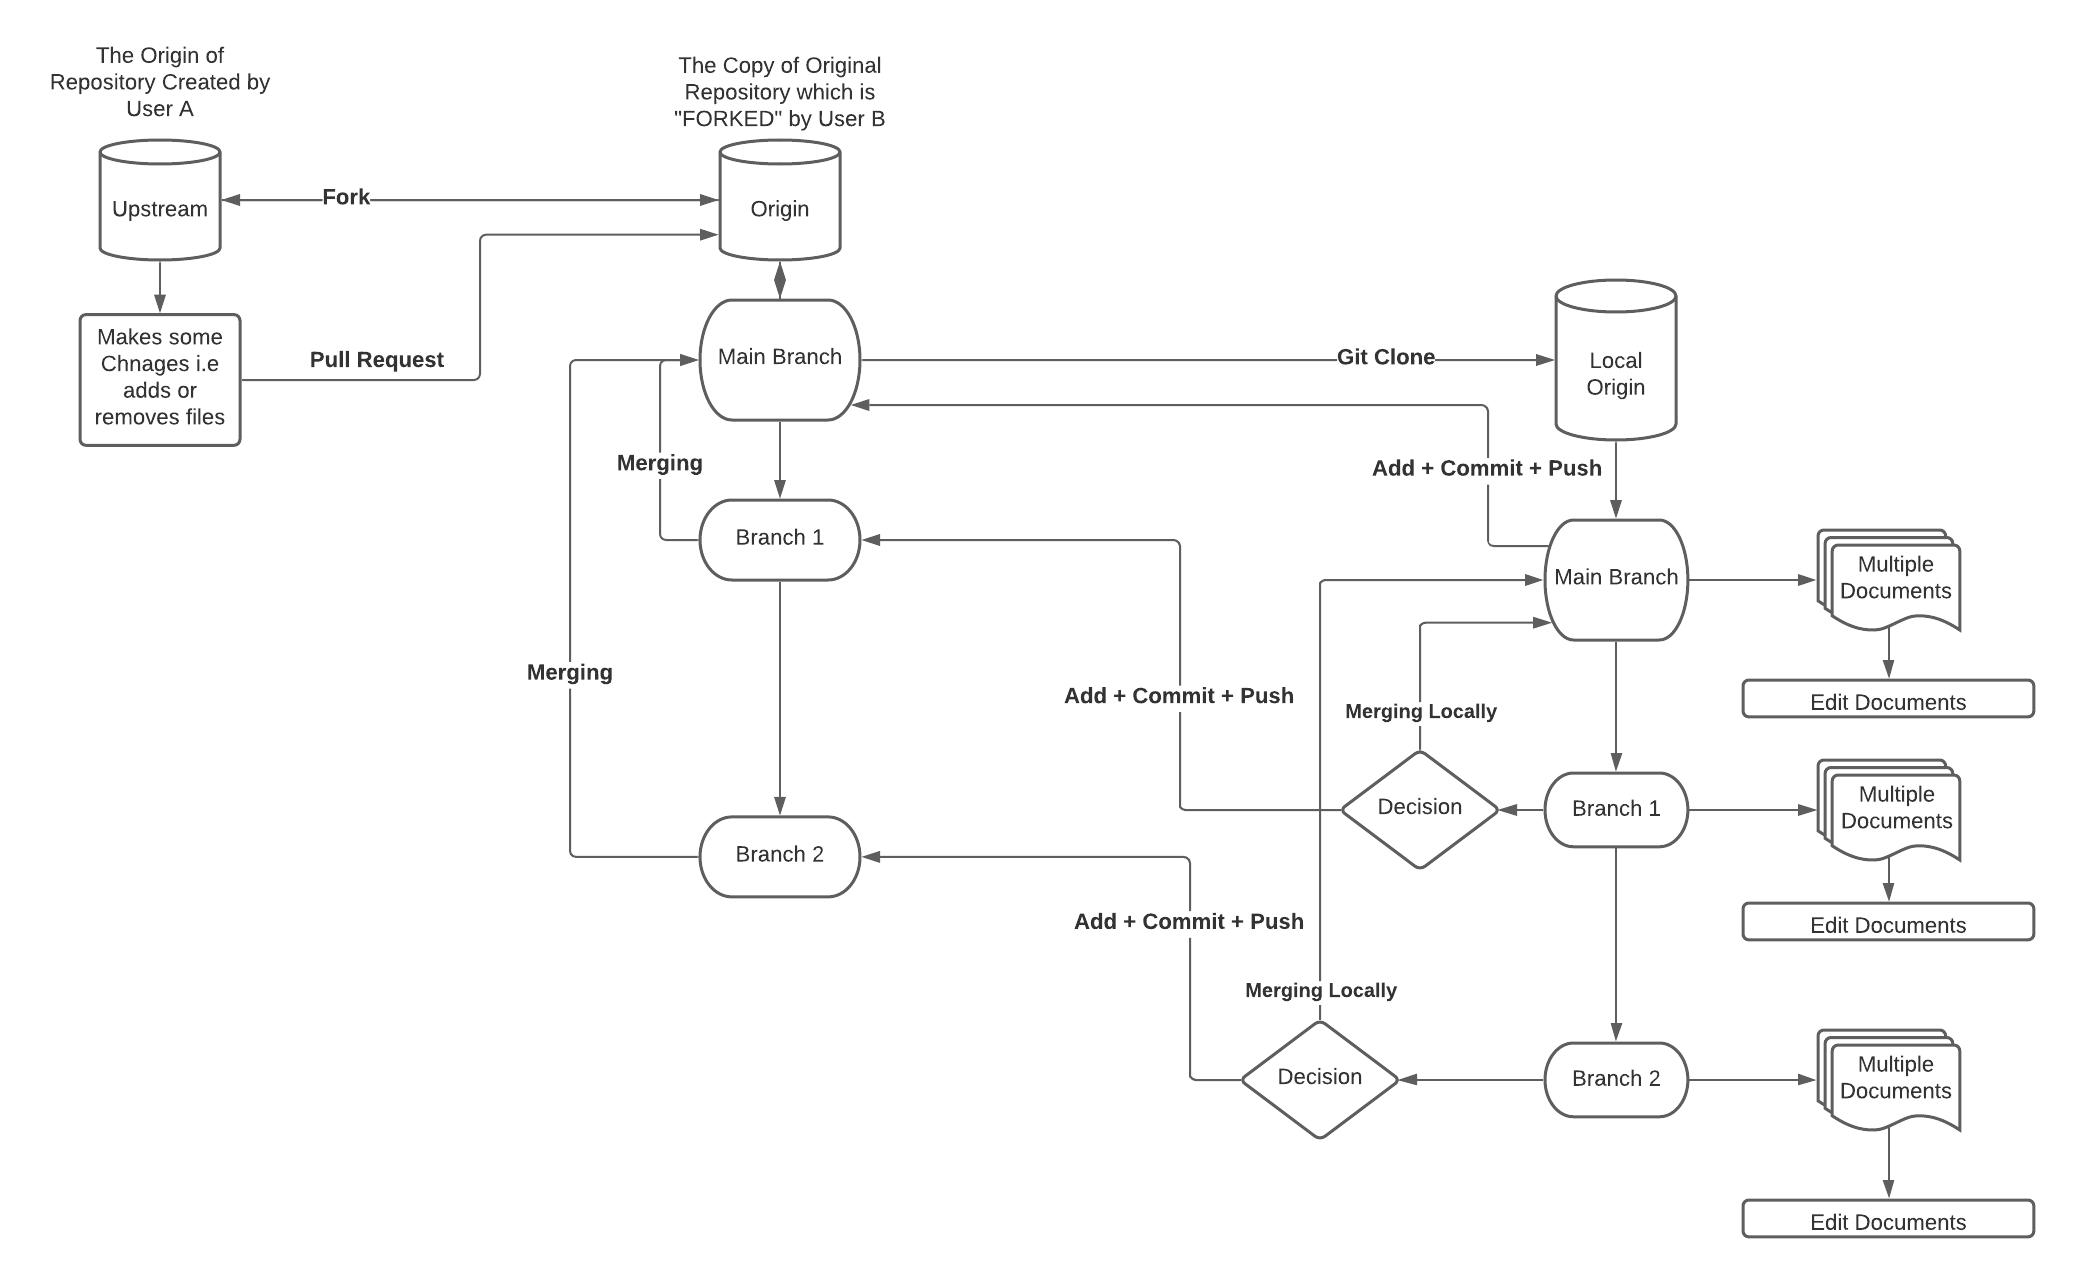 The Origin of
Repository Created by
User A
The Copy of Original
Repository which is
"FORKED" by User B
Upstream
Fork
Origin
Makes some
Chnages i.e
adds or
removes files
Pull Request
Main Branch
Git Clone
Local
Origin
Merging
Add + Commit + Push
Branch 1
Main Branch
Multiple
Documents
Merging
Add + Commit + Push
Merging Locally
Edit Documents
Decision
Branch 1
Multiple
Documents
Branch 2
Add + Commit + Push
Edit Documents
Merging Locally
Decision
Branch 2
Multiple
Documents
Edit Documents